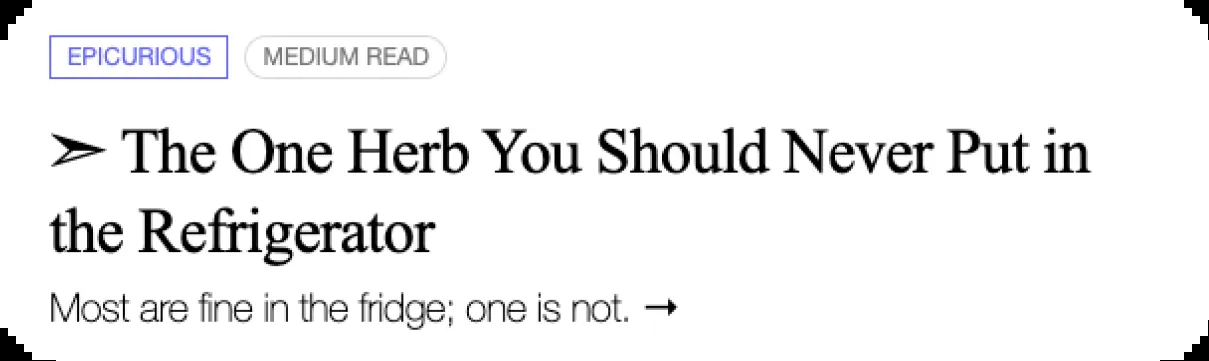 EPICURIOUS MEDIUM READ
➣ The One Herb You Should Never Put in
the Refrigerator
Most are fine in the fridge; one is not. →